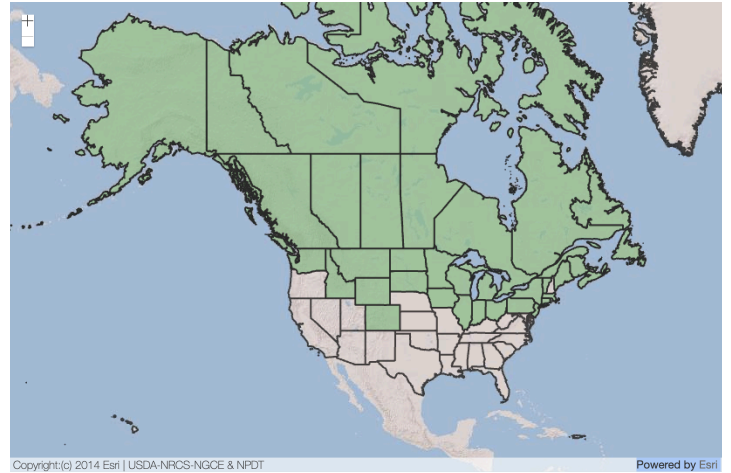 +
-
Copyright:(c) 2014 Esri | USDA-NRCS-NGCE & NPDT
Powered by Esri